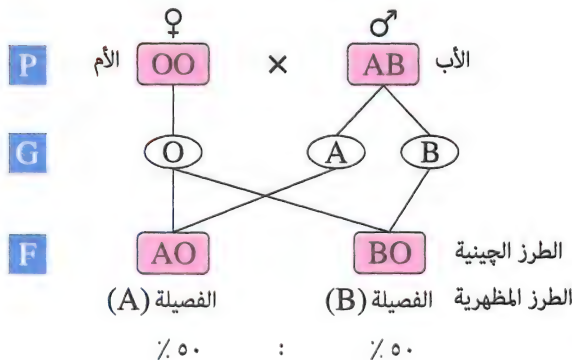 ♀ ♂
P الأم OO × AB الأب
G O A B
F AO BO الطرز الچينية
الفصيلة (A) الفصيلة (B) الطرز المظهرية
٥٠ ٪ : ٥٠ ٪